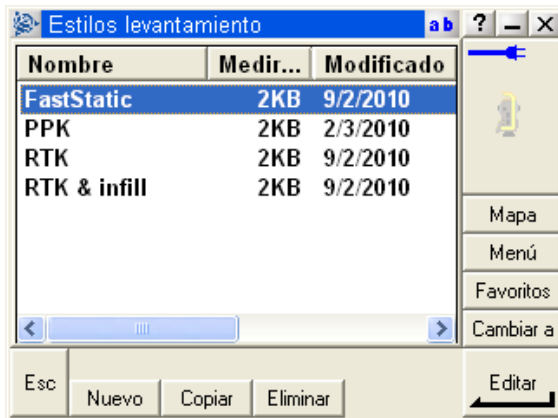 Estilos levantamiento ab ? – X
Nombre Medir... Modificado
FastStatic 2KB 9/2/2010
PPK 2KB 2/3/2010
RTK 2KB 9/2/2010
RTK & infill 2KB 9/2/2010
Mapa
Menú
Favoritos
Cambiar a
Esc Nuevo Copiar Eliminar Editar